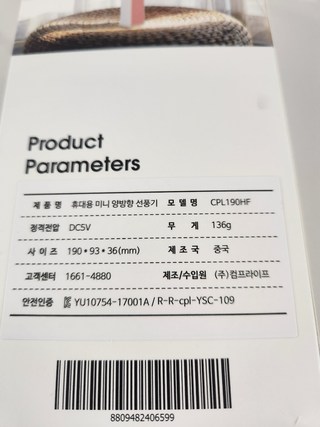 Product
Parameters
제 품 명 휴대용 미니 양방향 선풍기 모 델 명 CPL190HF
정격전압 DC5V 무 게 136g
사 이 즈 190*93*36(mm) 제 조 국 중국
고객센터 1661-4880 제조/수입원 (주)컴프라이프
안전인증 YU10754-17001A / R-R-cpl-YSC-109
8809482406599